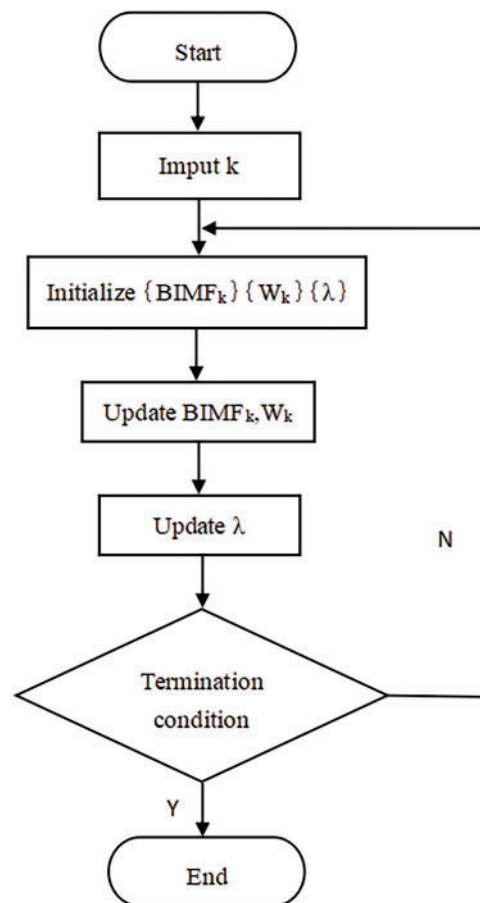 Start
Imput k
Initialize {BIMFₖ}{Wₖ}{λ}
Update BIMFₖ,Wₖ
Update λ
N
Termination
condition
Y
End